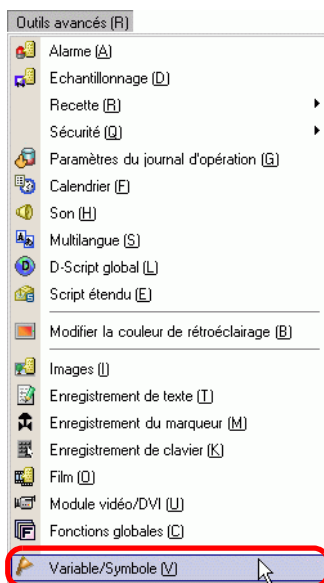 Outils avancés (R)
Alarme (A)
Echantillonnage (D)
Recette (R)
Sécurité (Q)
Paramètres du journal d'opération (G)
Calendrier (F)
Son (H)
Multilangue (S)
D-Script global (L)
Script étendu (E)
Modifier la couleur de rétroéclairage (B)
Images (I)
Enregistrement de texte (T)
Enregistrement du marqueur (M)
Enregistrement de clavier (K)
Film (O)
Module vidéo/DVI (U)
Fonctions globales (C)
Variable/Symbole (V)